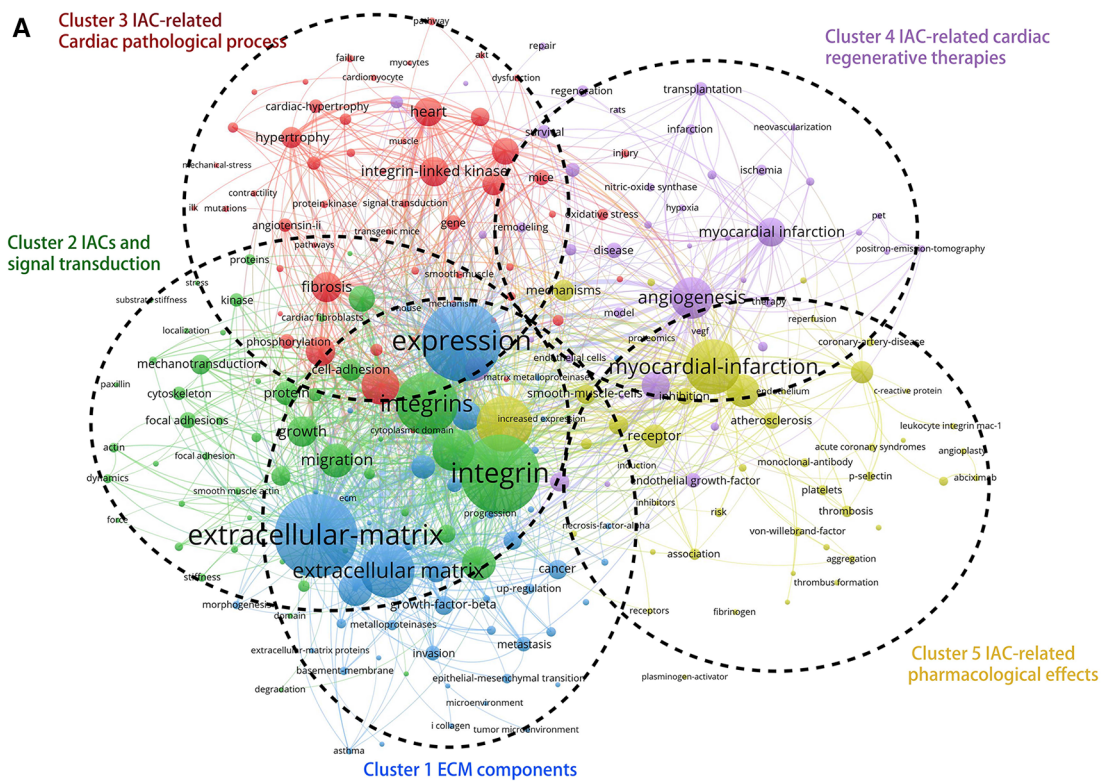 A
Cluster 3 IAC-related
Cardiac pathological process
pathway
repair
Cluster 4 IAC-related cardiac
regenerative therapies
failure
myocytes
akt
cardiomyocyte
dysfunction
regeneration
transplantation
cardiac-hypertrophy
heart
rats
hypertrophy
muscle
survival
infarction
neovascularization
mechanical-stress
integrin-linked kinase
mice
injury
ischemia
contractility
nitric-oxide synthase
ilk
mutations
protein-kinase
signal transduction
hypoxia
oxidative stress
pet
angiotensin-ii
transgenic mice
gene
remodeling
myocardial infarction
Cluster 2 IACs and
signal transduction
pathways
disease
positron-emission-tomography
proteins
smooth-muscle
stress
fibrosis
mechanisms
angiogenesis
therapy
substrate-stiffness
kinase
mouse
mechanism
model
reperfusion
cardiac fibroblasts
localization
phosphorylation
expression
vegf
proteomics
coronary-artery-disease
mechanotransduction
cell-adhesion
endothelial cells
myocardial-infarction
paxillin
matrix metalloproteinase
cytoskeleton
protein
smooth-muscle-cells
inhibition
endothelium
c-reactive protein
integrins
focal adhesions
increased expression
atherosclerosis
leukocyte integrin mac-1
growth
cytoplasmic domain
receptor
actin
focal adhesion
migration
acute coronary syndromes
angioplasty
induction
monoclonal-antibody
dynamics
integrin
endothelial growth-factor
p-selectin
abciximab
smooth muscle actin
ecm
platelets
inhibitors
force
progression
risk
thrombosis
extracellular-matrix
necrosis-factor-alpha
von-willebrand-factor
association
aggregation
stiffness
extracellular matrix
cancer
thrombus formation
up-regulation
morphogenesis
growth-factor-beta
receptors
fibrinogen
domain
metalloproteinases
extracellular-matrix proteins
invasion
metastasis
Cluster 5 IAC-related
pharmacological effects
basement-membrane
epithelial-mesenchymal transition
plasminogen-activator
degradation
microenvironment
i collagen
tumor microenvironment
asthma
Cluster 1 ECM components